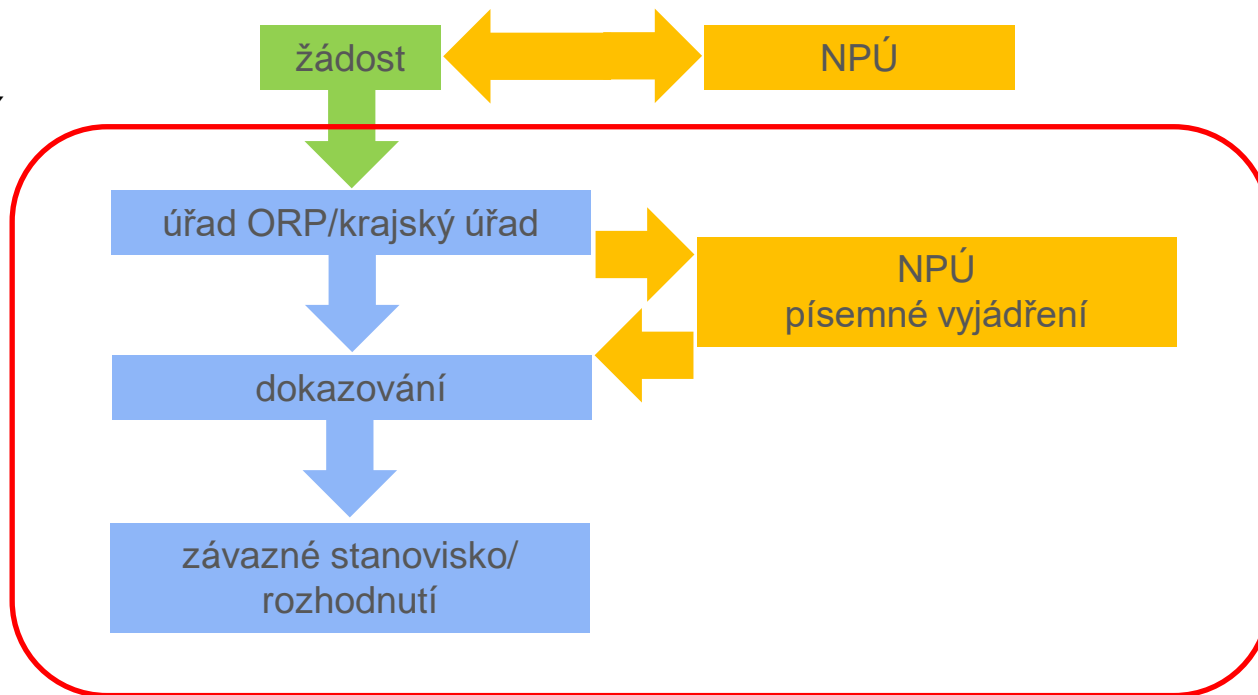 žádost
NPÚ
úřad ORP/krajský úřad
NPÚ
písemné vyjádření
dokazování
závazné stanovisko/
rozhodnutí